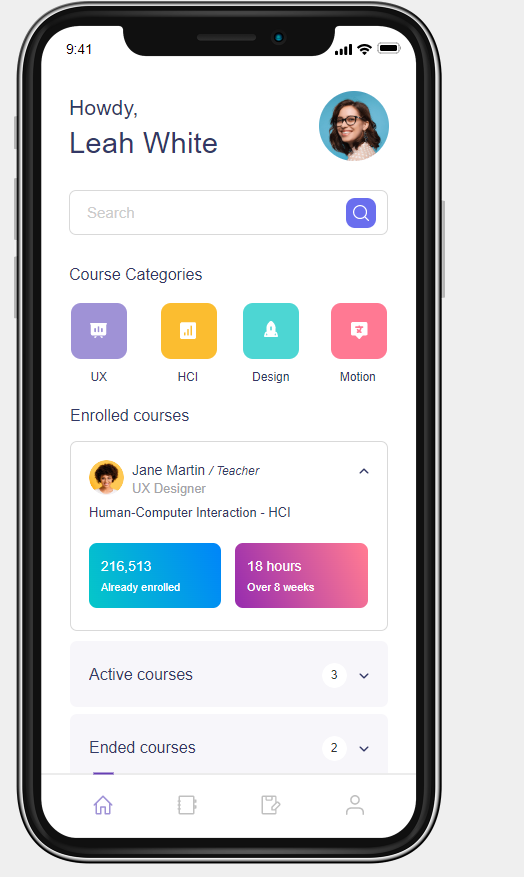 9:41
Howdy,
Leah White
Search
Course Categories
UX
HCI
Design
Motion
Enrolled courses
Jane Martin / Teacher
UX Designer
Human-Computer Interaction - HCI
216,513
Already enrolled
18 hours
Over 8 weeks
Active courses 3
Ended courses 2